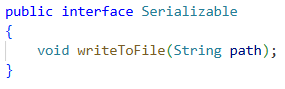 public interface Serializable
{
    void writeToFile(String path);
}